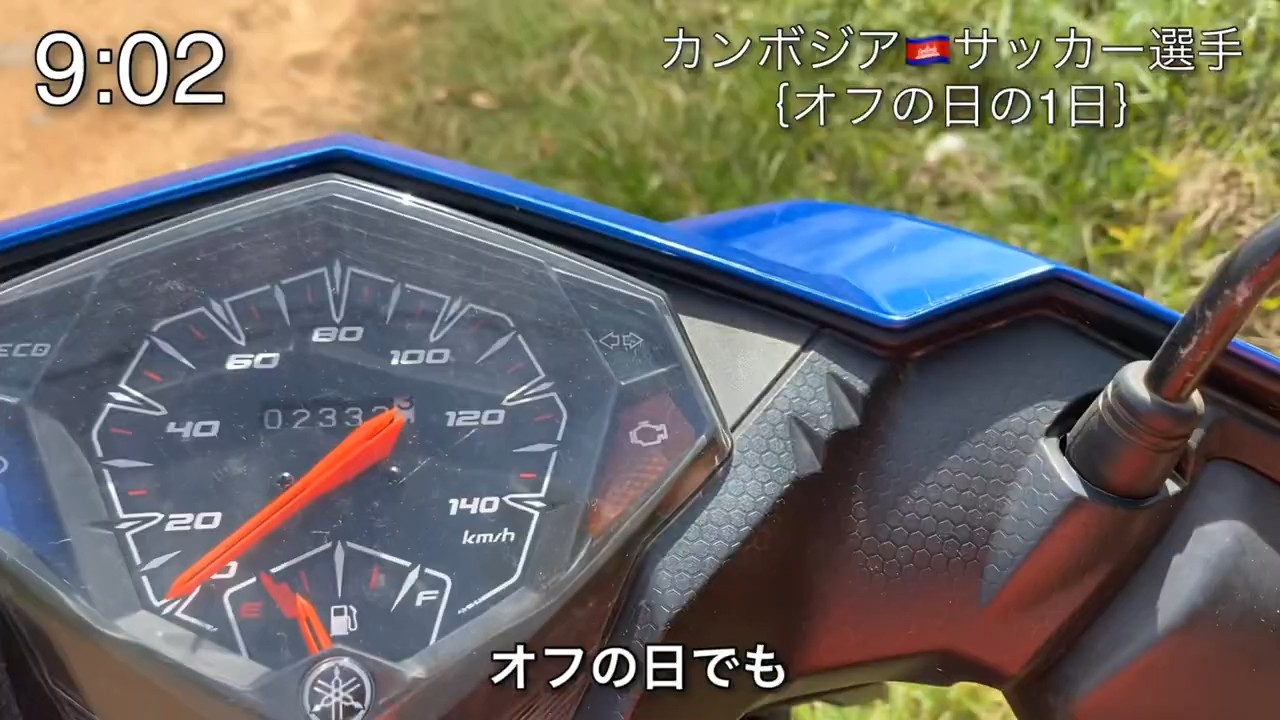 9:02
カンボジア🇰🇭サッカー選手
{オフの日の1日}
ECO
80
60
100
40
120
20
140
km/h
E
F
オフの日でも